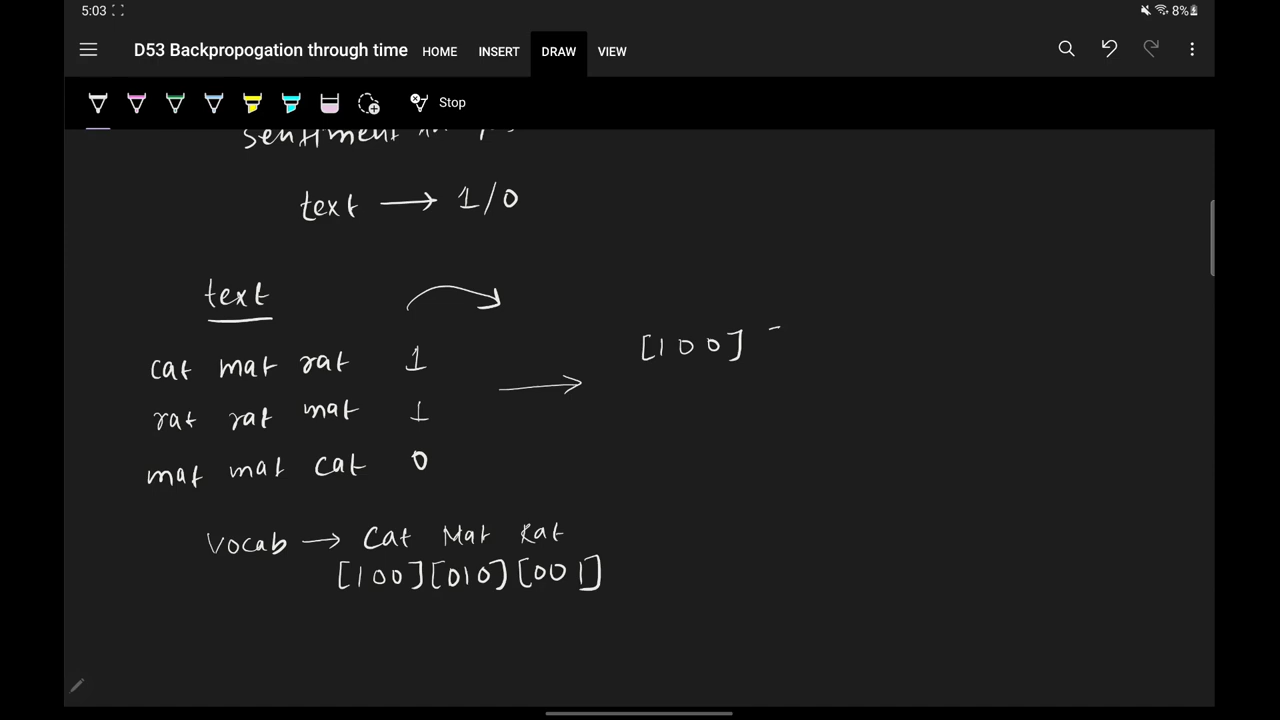 5:03 8%
D53 Backpropogation through time HOME INSERT DRAW VIEW
Stop
sentiment
text → 1/0
text
cat mat rat 1
rat rat mat 1
mat mat cat 0
[1 0 0]
Vocab → Cat Mat Rat
[1 0 0] [0 1 0] [0 0 1]